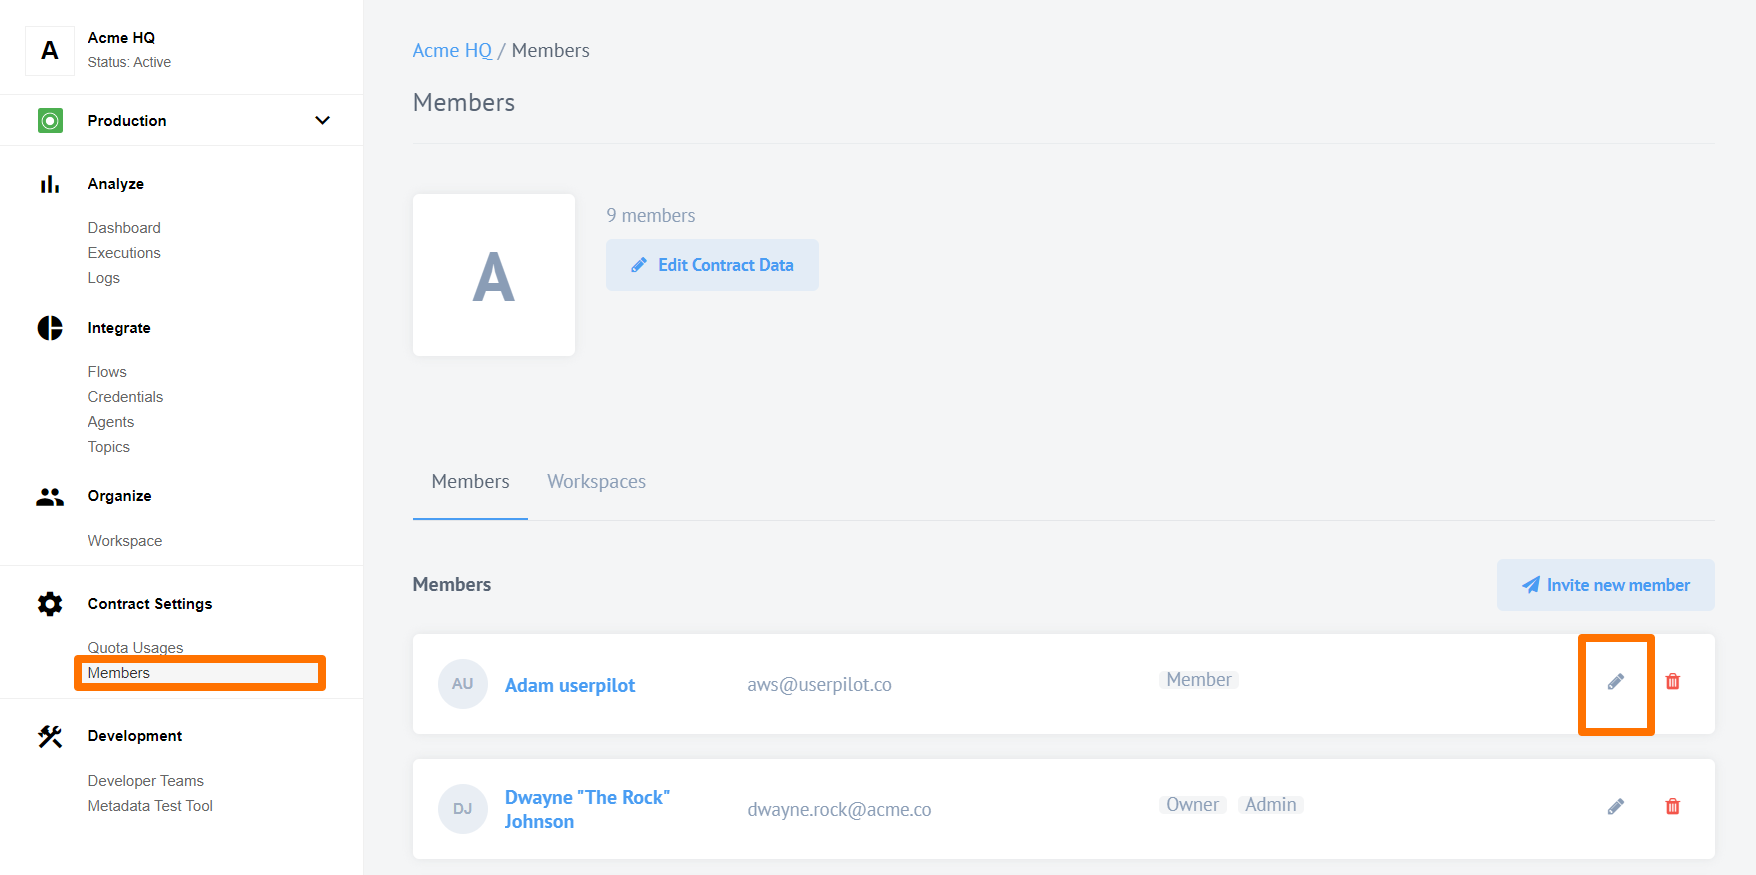 A
Acme HQ
Status: Active
Production
Analyze
Dashboard
Executions
Logs
Integrate
Flows
Credentials
Agents
Topics
Organize
Workspace
Contract Settings
Quota Usages
Members
Development
Developer Teams
Metadata Test Tool
Acme HQ / Members
Members
A
9 members
Edit Contract Data
Members Workspaces
Members
Invite new member
AU Adam userpilot aws@userpilot.co Member
DJ Dwayne "The Rock"
Johnson dwayne.rock@acme.co Owner Admin